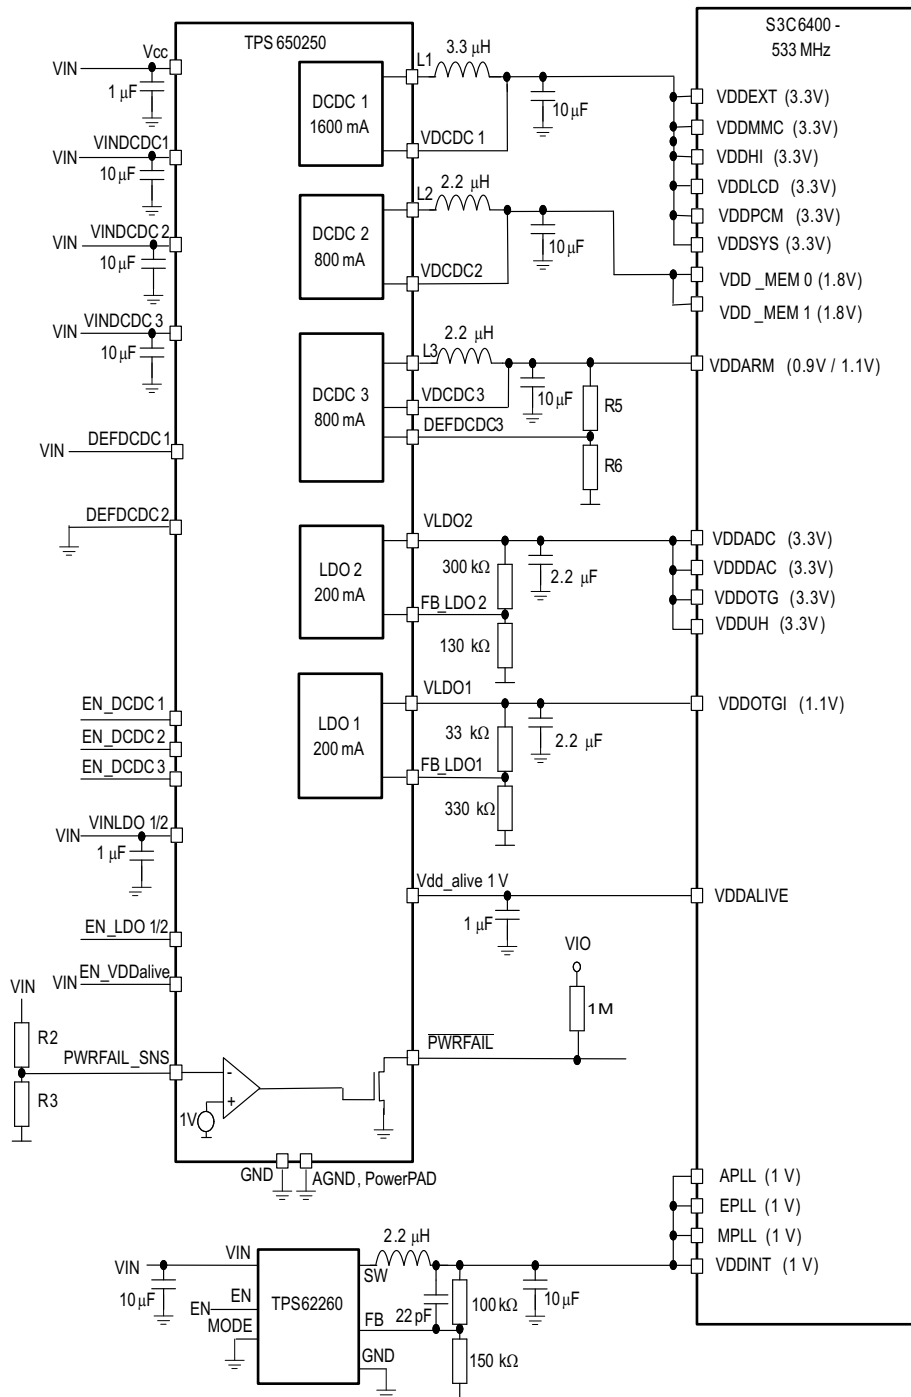 S3C6400 -
533 MHz
TPS 650250
Vcc
VIN
1 µF
L1
3.3 µH
DCDC 1
1600 mA
10 µF
VDCDC 1
VDDEXT (3.3V)
VDDMMC (3.3V)
VDDHI (3.3V)
VDDLCD (3.3V)
VDDPCM (3.3V)
VDDSYS (3.3V)
VINDCDC1
VIN
10 µF
L2
2.2 µH
DCDC 2
800 mA
10 µF
VDCDC2
VDD _MEM 0 (1.8V)
VDD _MEM 1 (1.8V)
VINDCDC 2
VIN
10 µF
VINDCDC 3
VIN
10 µF
2.2 µH
L3
DCDC 3
800 mA
VDCDC 3
10 µF
DEFDCDC3
R5
R6
VDDARM (0.9V / 1.1V)
DEFDCDC 1
VIN
DEFDCDC 2
VLDO2
LDO 2
200 mA
300 kΩ
2.2 µF
FB_LDO 2
130 kΩ
VDDADC (3.3V)
VDDDAC (3.3V)
VDDOTG (3.3V)
VDDUH (3.3V)
EN_DCDC 1
EN_DCDC 2
EN_DCDC 3
VLDO1
LDO 1
200 mA
33 kΩ
2.2 µF
FB_LDO1
330 kΩ
VDDOTGI (1.1V)
VINLDO 1/2
VIN
1 µF
Vdd_alive 1 V
1 µF
VDDALIVE
EN_LDO 1/2
EN_VDDalive
VIN
VIN
R2
PWRFAIL_SNS
R3
-
+
1V
VIO
1M
PWRFAIL
GND
AGND, PowerPAD
APLL (1 V)
EPLL (1 V)
MPLL (1 V)
VDDINT (1 V)
VIN
VIN
10 µF
EN
EN
MODE
TPS62260
2.2 µH
SW
22 pF
100 kΩ
10 µF
FB
GND
150 kΩ